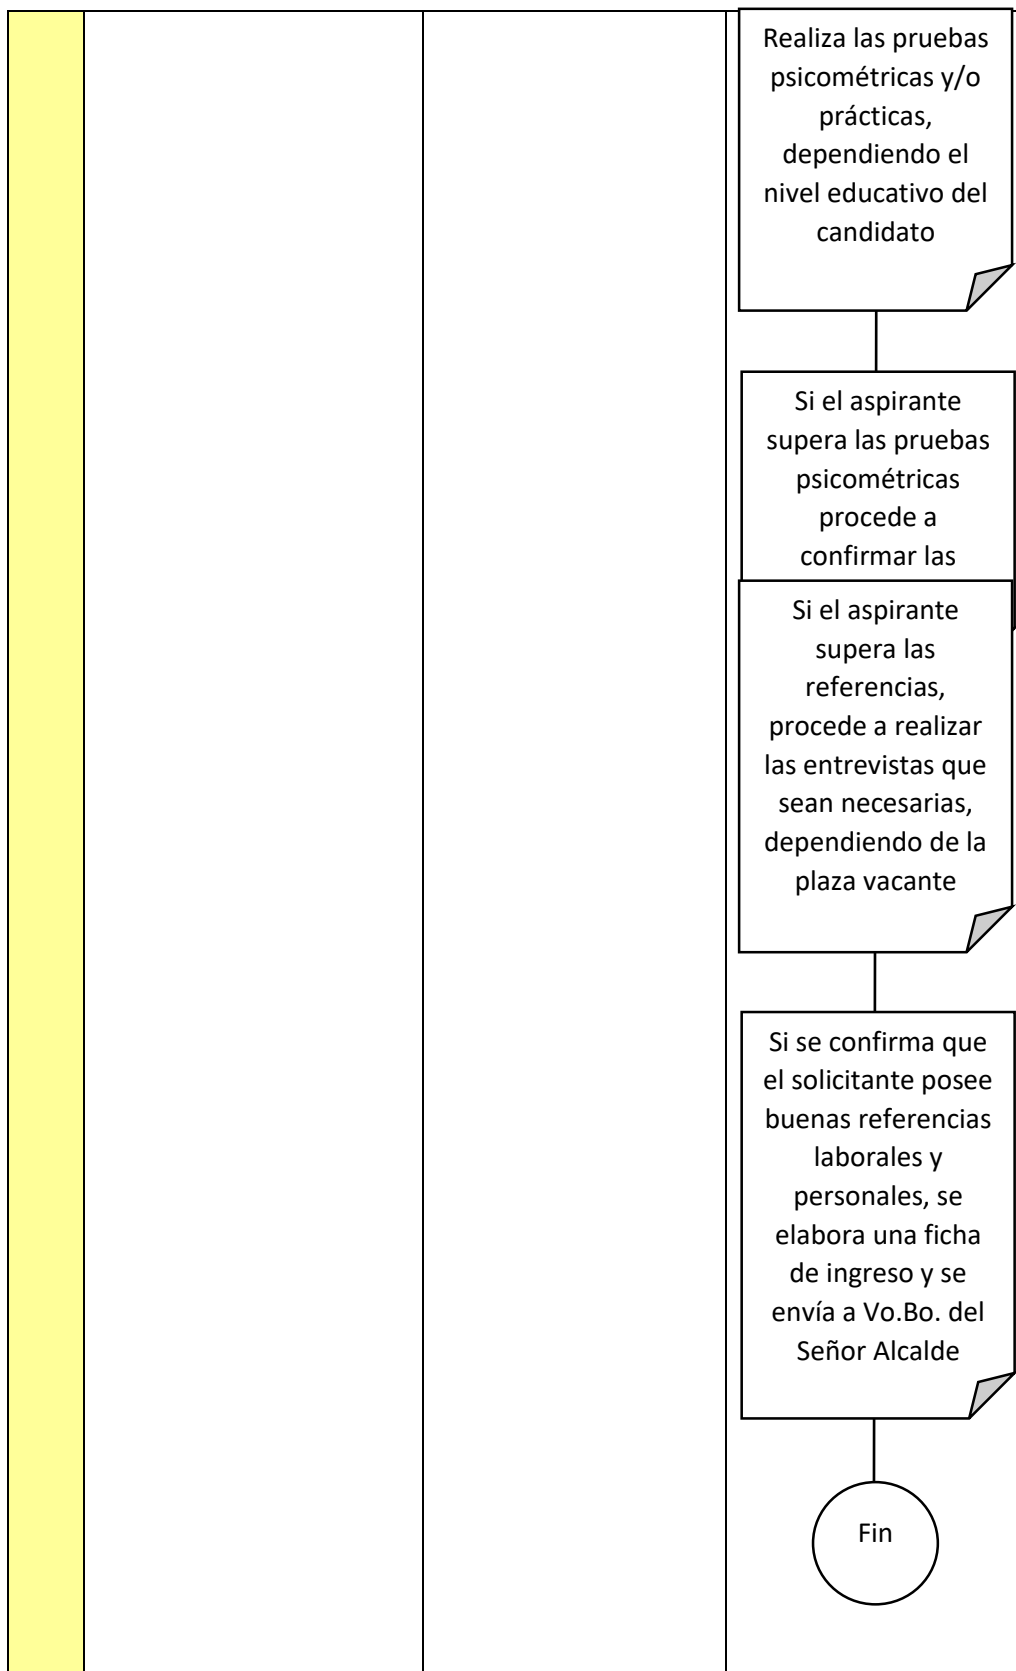 Realiza las pruebas
psicométricas y/o
prácticas,
dependiendo el
nivel educativo del
candidato
Si el aspirante
supera las pruebas
psicométricas
procede a
confirmar las
Si el aspirante
supera las
referencias,
procede a realizar
las entrevistas que
sean necesarias,
dependiendo de la
plaza vacante
Si se confirma que
el solicitante posee
buenas referencias
laborales y
personales, se
elabora una ficha
de ingreso y se
envía a Vo.Bo. del
Señor Alcalde
Fin